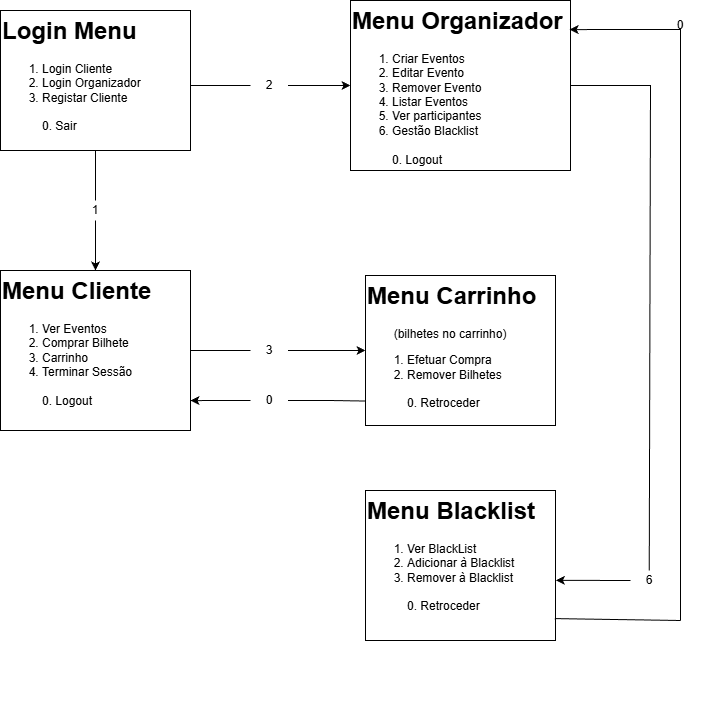 Login Menu
1. Login Cliente
2. Login Organizador
3. Registar Cliente
0. Sair
2
Menu Organizador
1. Criar Eventos
2. Editar Evento
3. Remover Evento
4. Listar Eventos
5. Ver participantes
6. Gestão Blacklist
0. Logout
0
1
Menu Cliente
1. Ver Eventos
2. Comprar Bilhete
3. Carrinho
4. Terminar Sessão
0. Logout
3
0
Menu Carrinho
(bilhetes no carrinho)
1. Efetuar Compra
2. Remover Bilhetes
0. Retroceder
Menu Blacklist
1. Ver BlackList
2. Adicionar à Blacklist
3. Remover à Blacklist
0. Retroceder
6